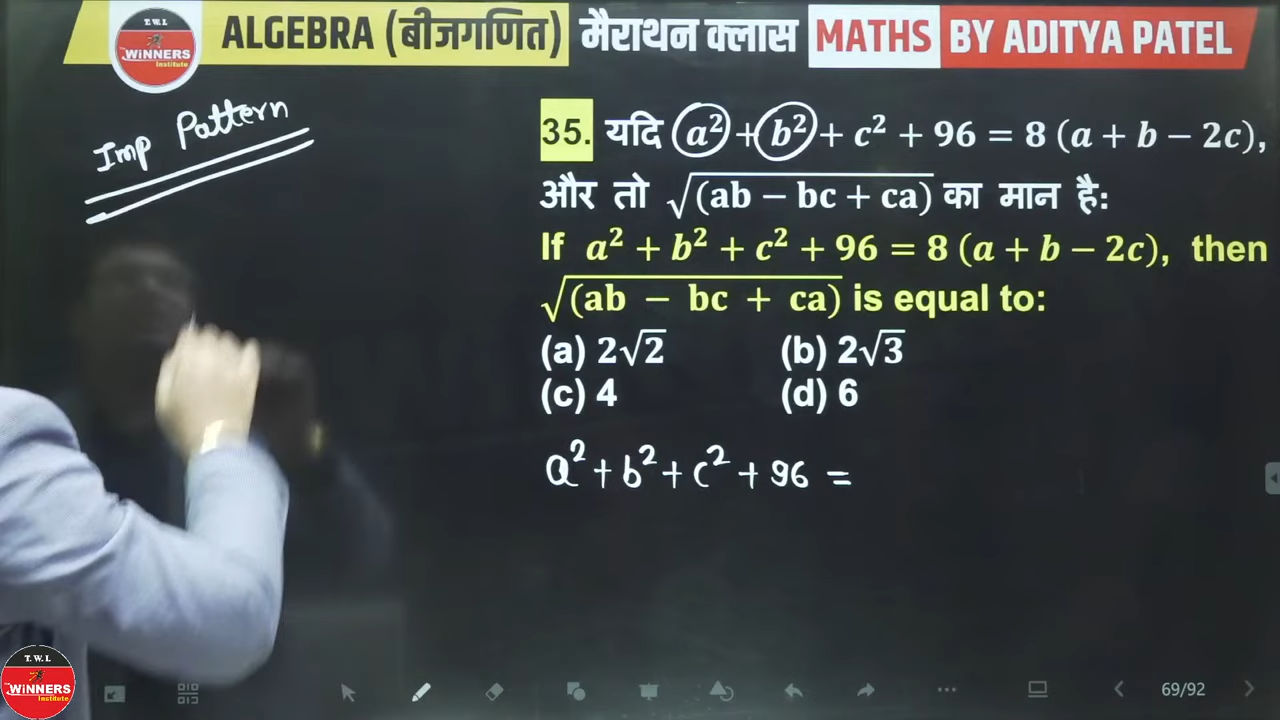 T.W.I.
The WINNERS Institute
ALGEBRA (बीजगणित) मैराथन क्लास MATHS BY ADITYA PATEL
Imp Pattern
35. यदि a² + b² + c² + 96 = 8 (a + b − 2c),
और तो √(ab − bc + ca) का मान है:
If a² + b² + c² + 96 = 8 (a + b − 2c), then
√(ab − bc + ca) is equal to:
(a) 2√2 (b) 2√3
(c) 4 (d) 6
a² + b² + c² + 96 =
T.W.I.
The WINNERS Institute
69/92